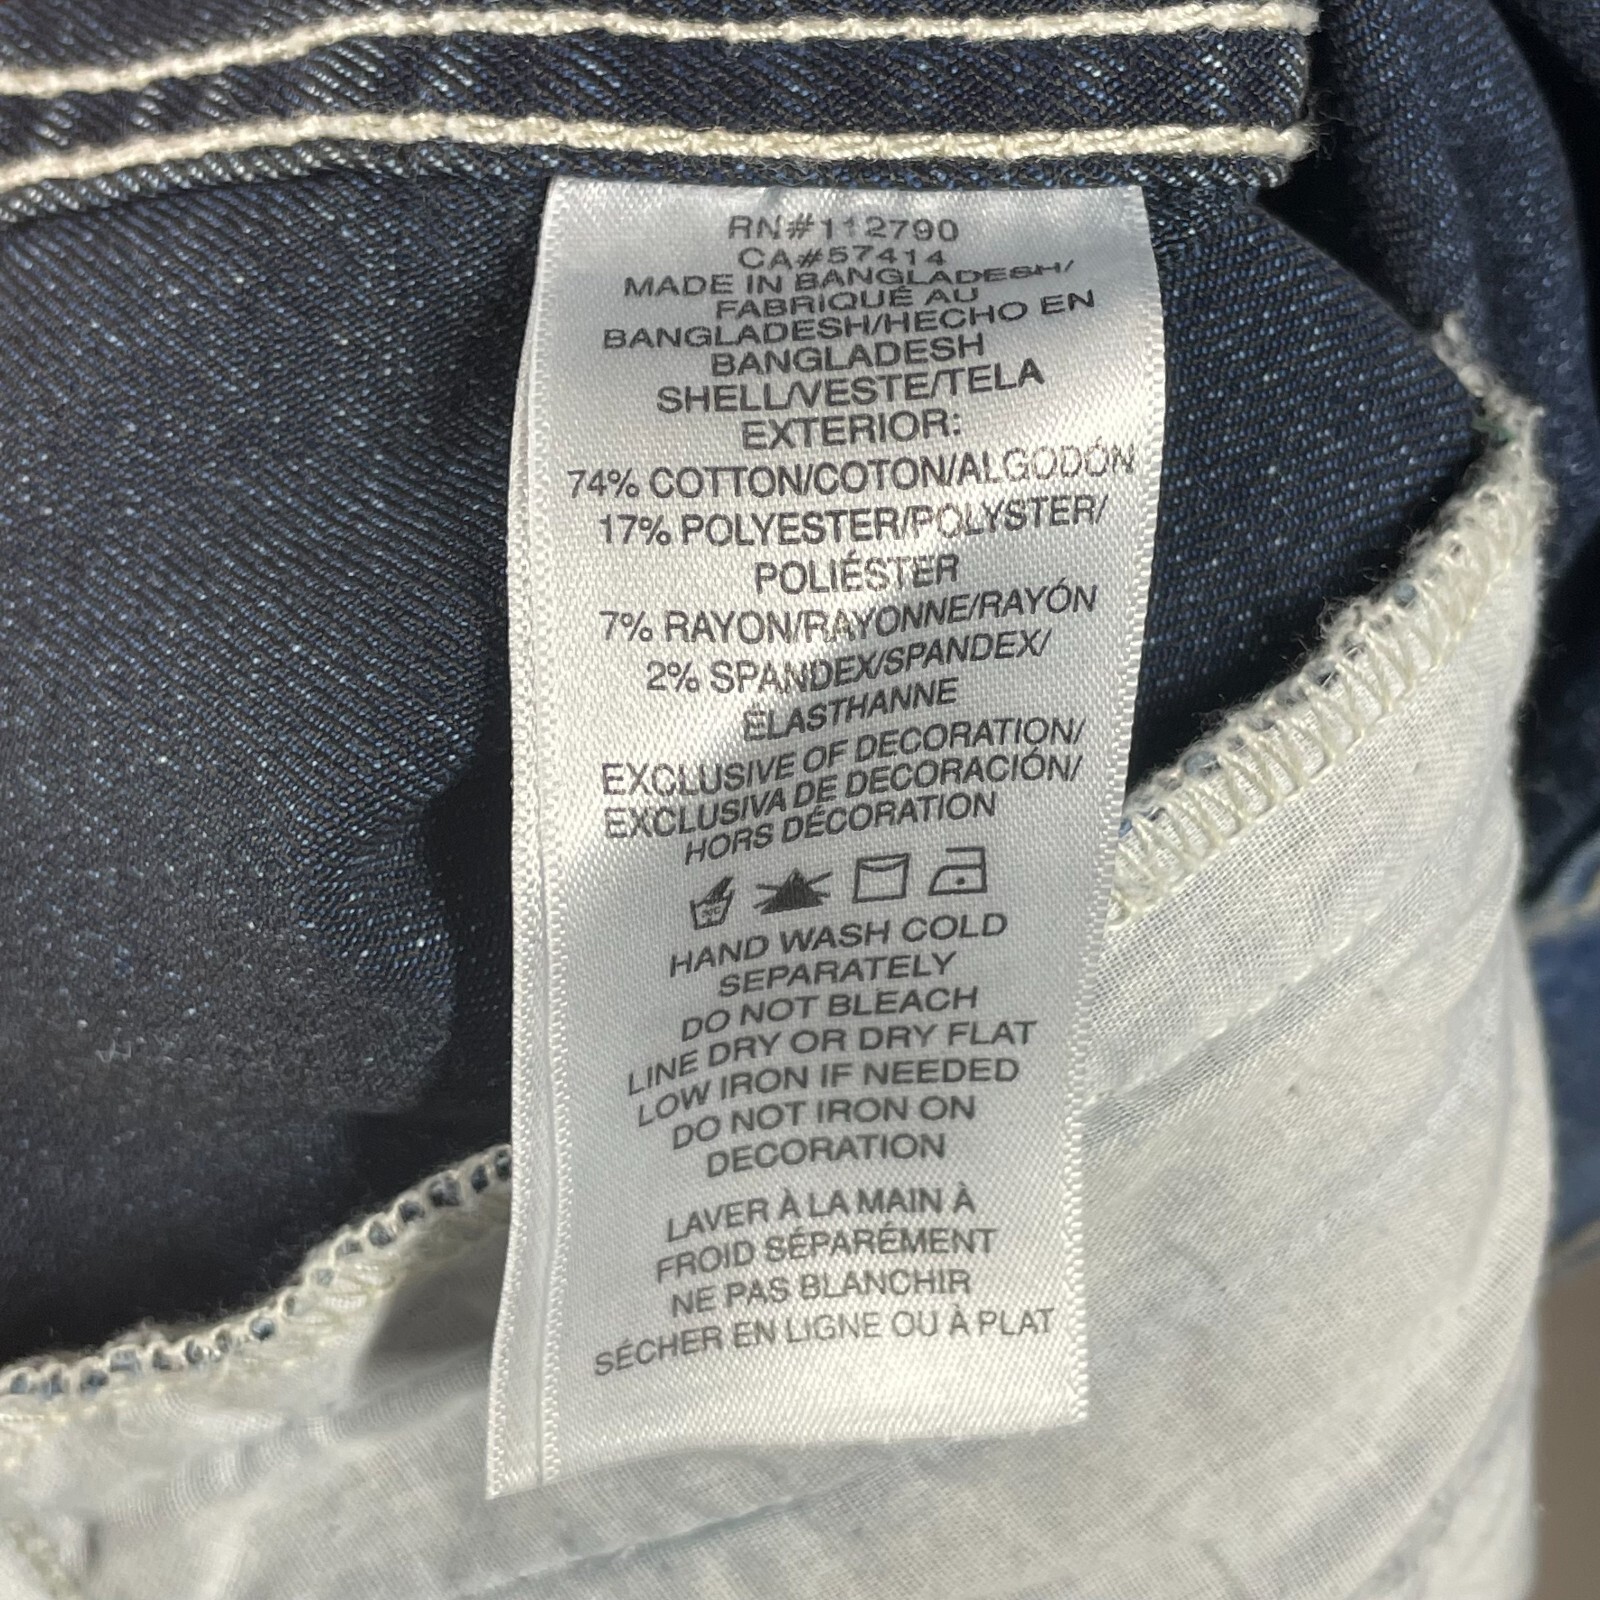 RN#112790
CA#57414
MADE IN BANGLADESH/
FABRIQUÉ AU
BANGLADESH/HECHO EN
BANGLADESH
SHELL/VESTE/TELA
EXTERIOR:
74% COTTON/COTON/ALGODÓN
17% POLYESTER/POLYSTER/
POLIÉSTER
7% RAYON/RAYONNE/RAYÓN
2% SPANDEX/SPANDEX/
ÉLASTHANNE
EXCLUSIVE OF DECORATION/
EXCLUSIVA DE DECORACIÓN/
HORS DÉCORATION
HAND WASH COLD
SEPARATELY
DO NOT BLEACH
LINE DRY OR DRY FLAT
LOW IRON IF NEEDED
DO NOT IRON ON
DECORATION
LAVER À LA MAIN À
FROID SÉPARÉMENT
NE PAS BLANCHIR
SÉCHER EN LIGNE OU À PLAT